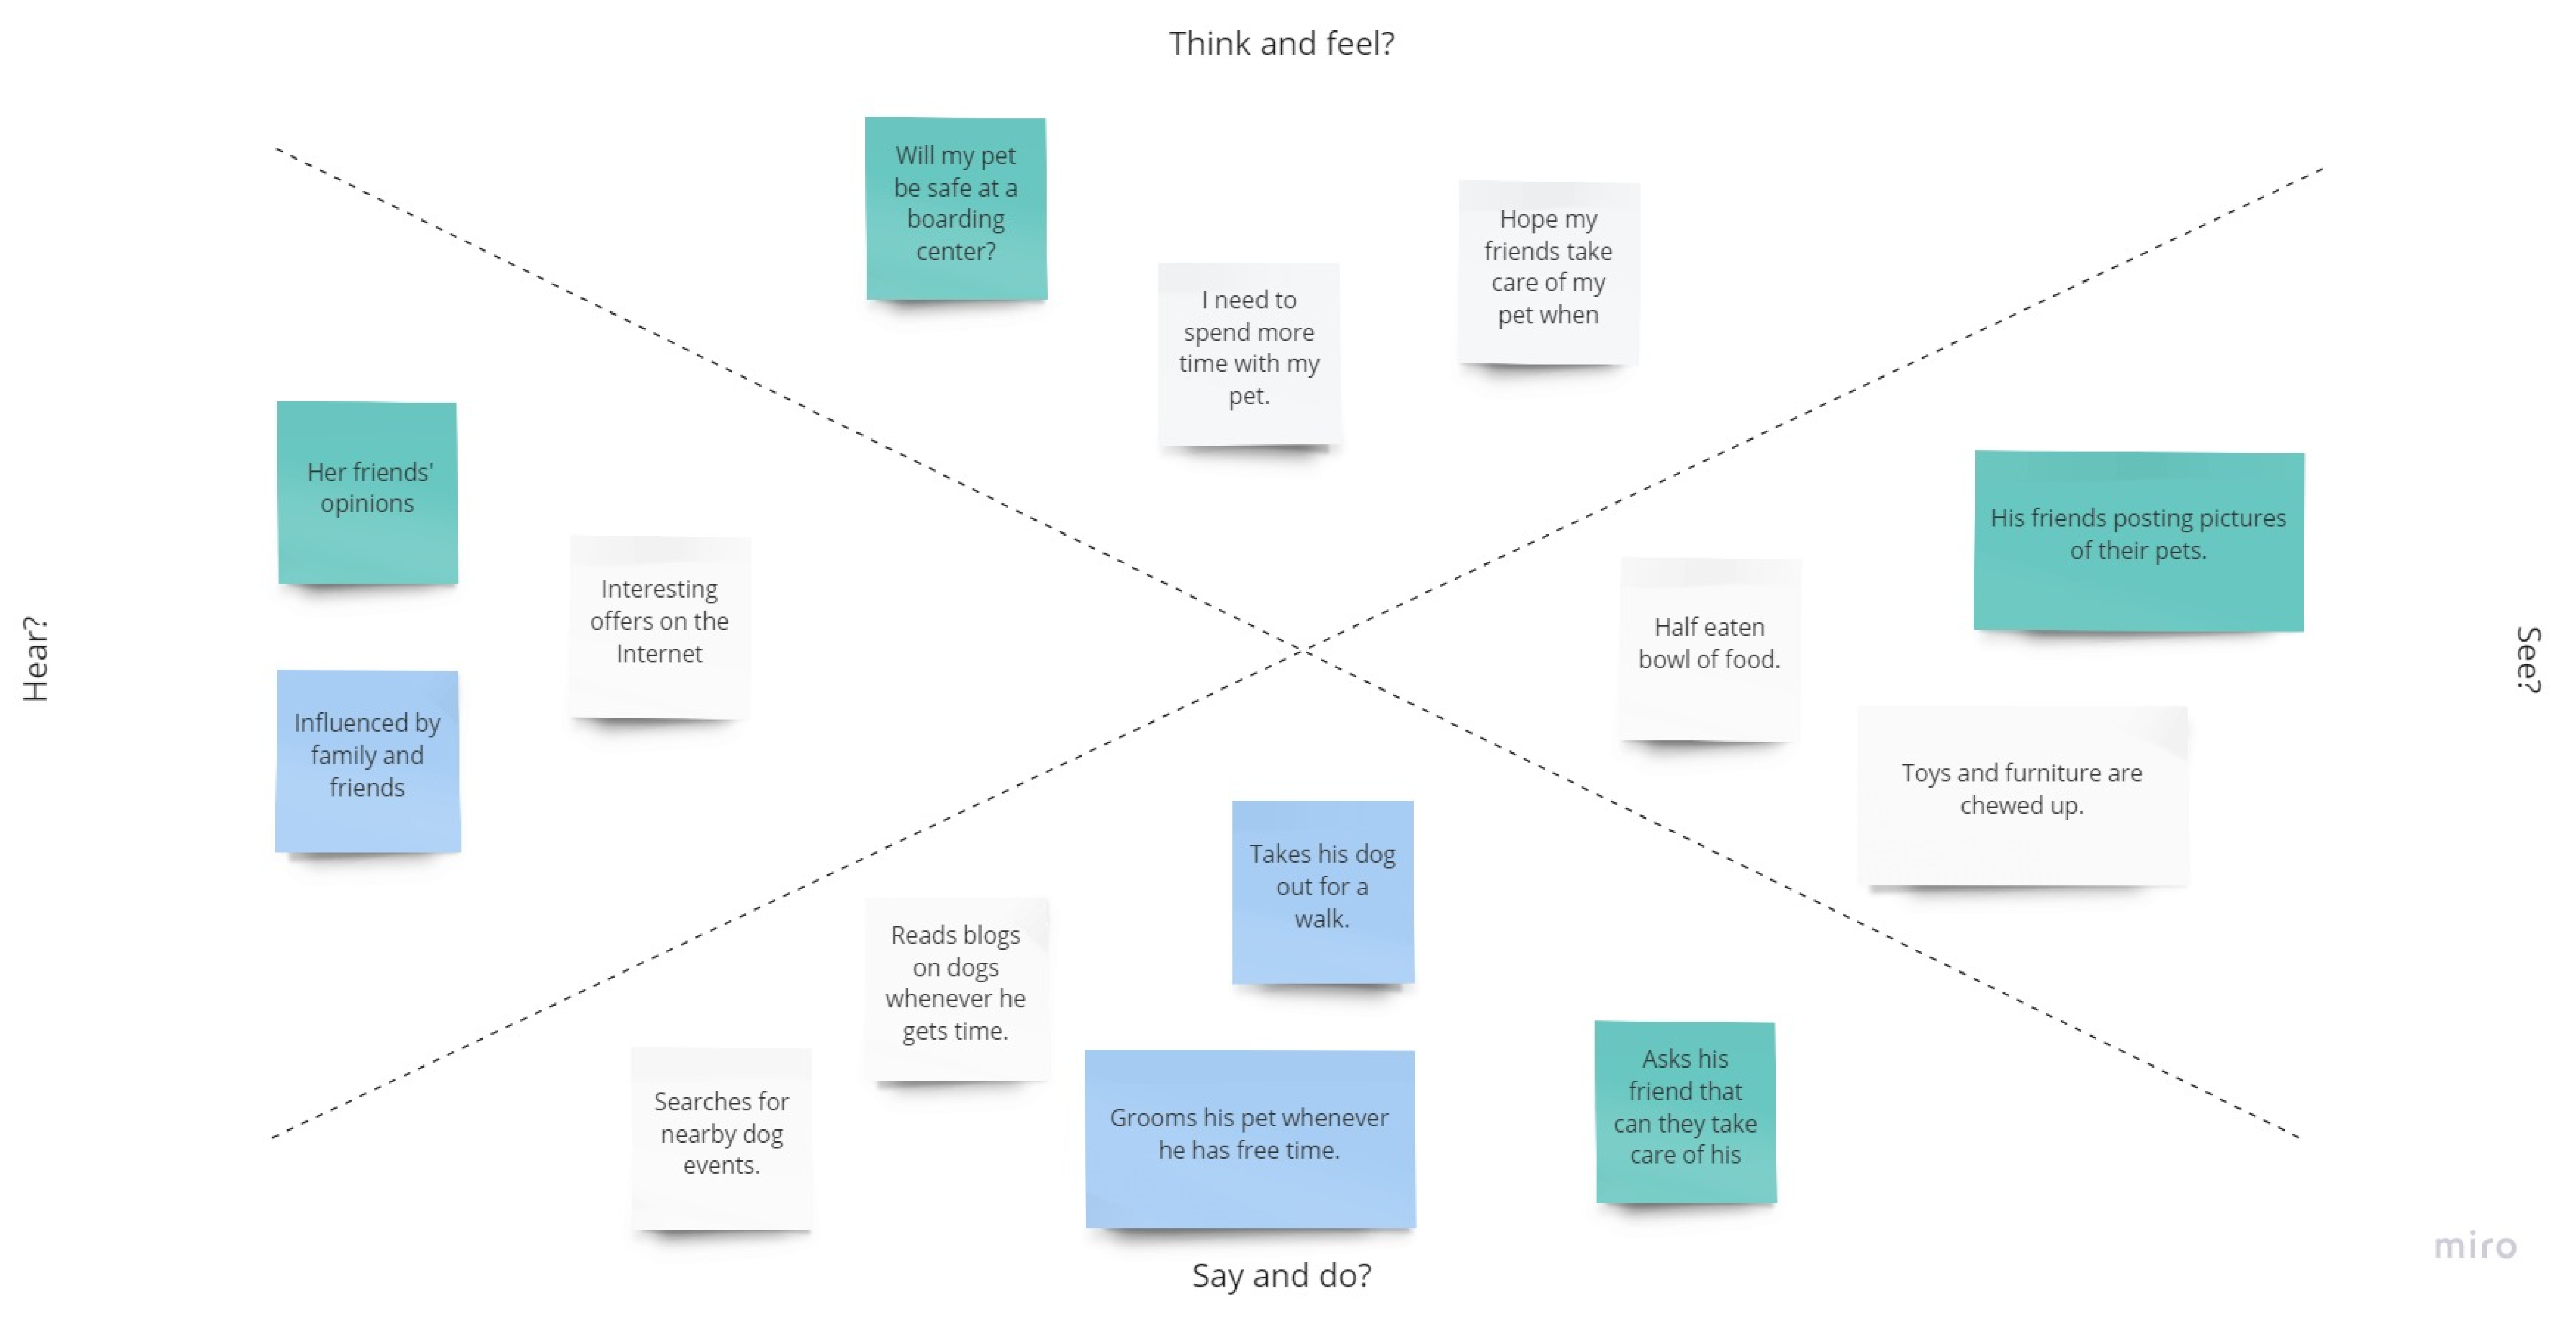 Think and feel?
Will my pet
be safe at a
boarding
center?
I need to
spend more
time with my
pet.
Hope my
friends take
care of my
pet when
Hear?
Her friends'
opinions
Interesting
offers on the
Internet
Influenced by
family and
friends
See?
His friends posting pictures
of their pets.
Half eaten
bowl of food.
Toys and furniture are
chewed up.
Takes his dog
out for a
walk.
Reads blogs
on dogs
whenever he
gets time.
Searches for
nearby dog
events.
Grooms his pet whenever
he has free time.
Asks his
friend that
can they take
care of his
Say and do?
miro